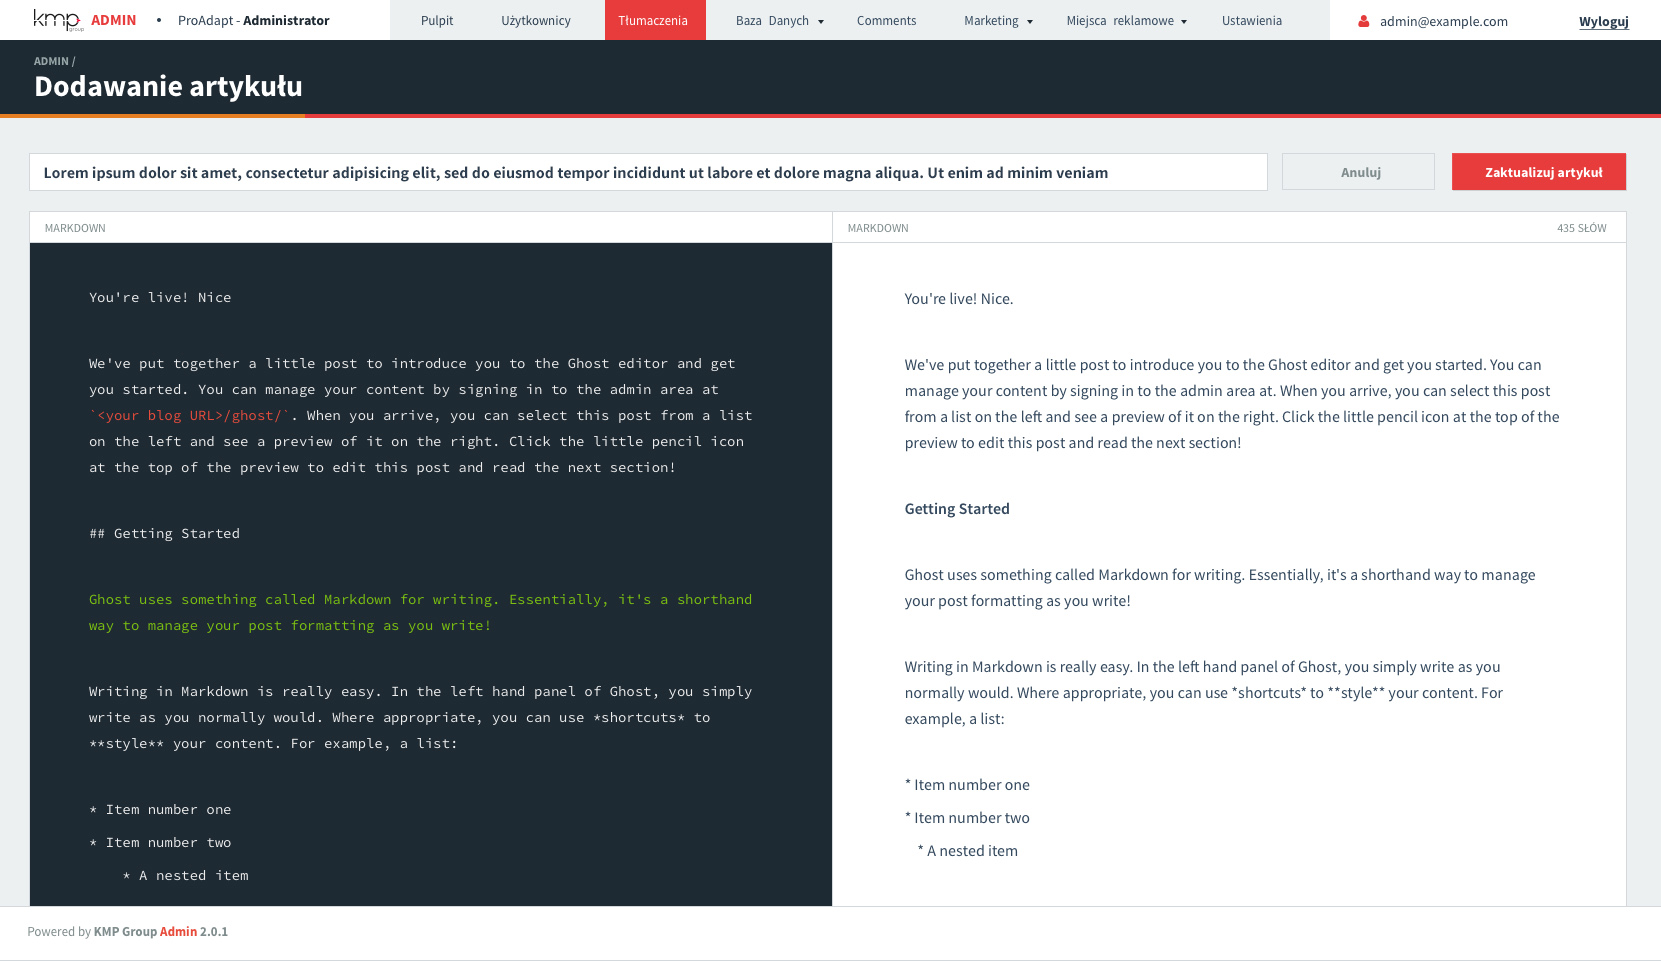 kmp group ADMIN • ProAdapt - Administrator Pulpit Użytkownicy Tłumaczenia Baza Danych Comments Marketing Miejsca reklamowe Ustawienia admin@example.com Wyloguj
ADMIN /
Dodawanie artykułu
Lorem ipsum dolor sit amet, consectetur adipisicing elit, sed do eiusmod tempor incididunt ut labore et dolore magna aliqua. Ut enim ad minim veniam
Anuluj
Zaktualizuj artykuł
MARKDOWN
You're live! Nice
We've put together a little post to introduce you to the Ghost editor and get
you started. You can manage your content by signing in to the admin area at
`<your blog URL>/ghost/`. When you arrive, you can select this post from a list
on the left and see a preview of it on the right. Click the little pencil icon
at the top of the preview to edit this post and read the next section!
## Getting Started
Ghost uses something called Markdown for writing. Essentially, it's a shorthand
way to manage your post formatting as you write!
Writing in Markdown is really easy. In the left hand panel of Ghost, you simply
write as you normally would. Where appropriate, you can use *shortcuts* to
**style** your content. For example, a list:
* Item number one
* Item number two
* A nested item
MARKDOWN 435 SŁÓW
You're live! Nice.
We've put together a little post to introduce you to the Ghost editor and get you started. You can
manage your content by signing in to the admin area at. When you arrive, you can select this post
from a list on the left and see a preview of it on the right. Click the little pencil icon at the top of the
preview to edit this post and read the next section!
Getting Started
Ghost uses something called Markdown for writing. Essentially, it's a shorthand way to manage
your post formatting as you write!
Writing in Markdown is really easy. In the left hand panel of Ghost, you simply write as you
normally would. Where appropriate, you can use *shortcuts* to **style** your content. For
example, a list:
* Item number one
* Item number two
* A nested item
Powered by KMP Group Admin 2.0.1